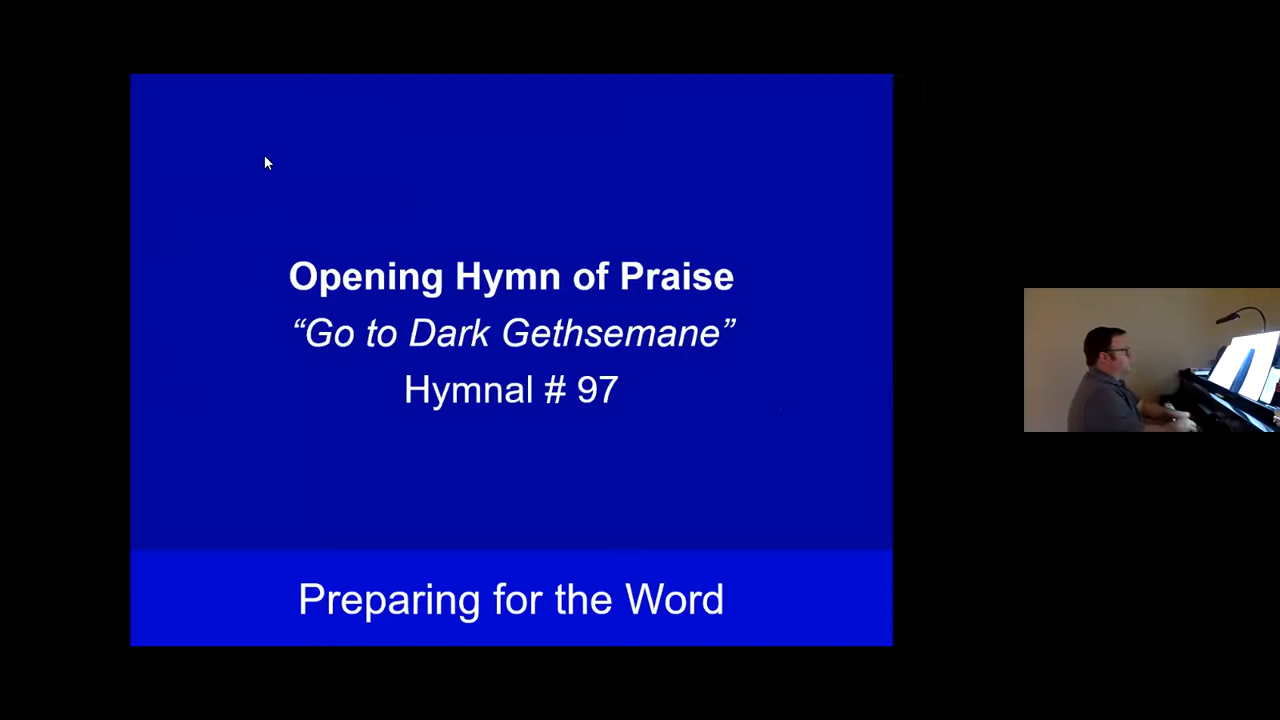 Opening Hymn of Praise
“Go to Dark Gethsemane”
Hymnal # 97
Preparing for the Word